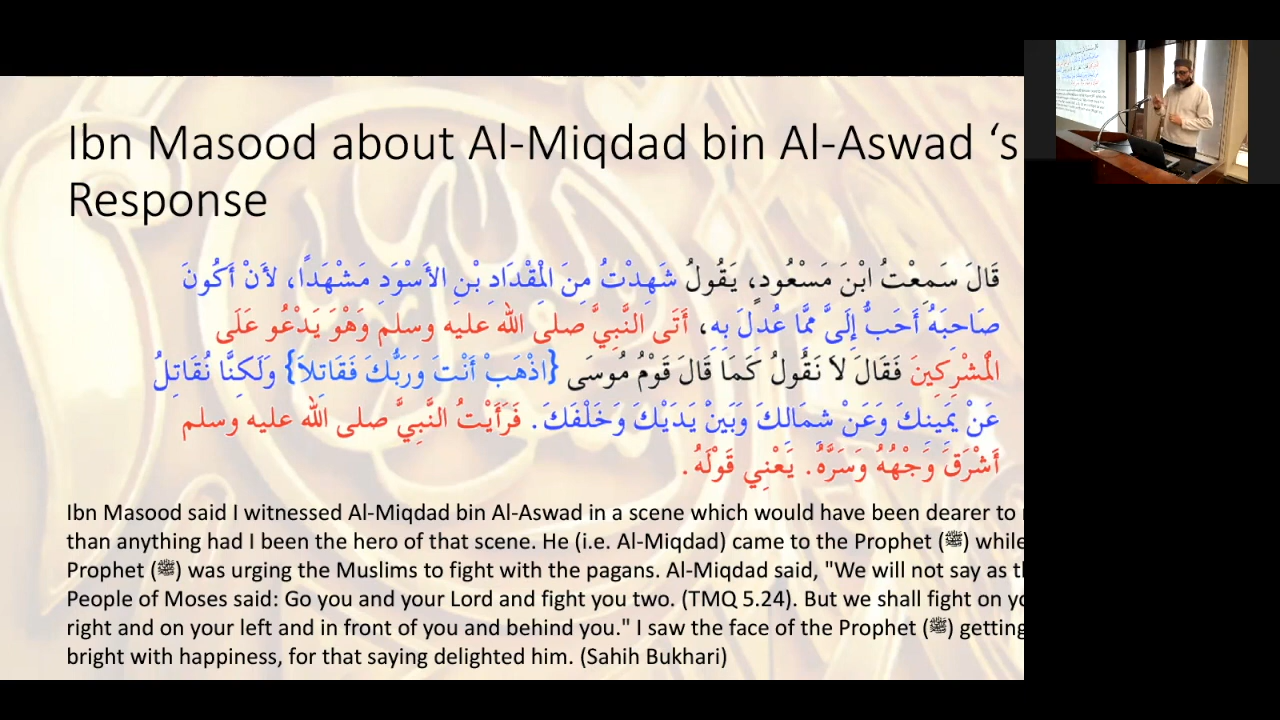 Ibn Masood about Al-Miqdad bin Al-Aswad ‘s
Response
قَالَ سَمِعْتُ ابْنَ مَسْعُودٍ، يَقُولُ شَهِدْتُ مِنَ الْمِقْدَادِ بْنِ الأَسْوَدِ مَشْهَدًا، لأَنْ أَكُونَ
صَاحِبَهُ أَحَبُّ إِلَىَّ مِمَّا عُدِلَ بِهِ، أَتَى النَّبِيَّ صلى الله عليه وسلم وَهْوَ يَدْعُو عَلَى
الْمُشْرِكِينَ فَقَالَ لاَ نَقُولُ كَمَا قَالَ قَوْمُ مُوسَى {اذْهَبْ أَنْتَ وَرَبُّكَ فَقَاتِلاَ} وَلَكِنَّا نُقَاتِلُ
عَنْ يَمِينِكَ وَعَنْ شِمَالِكَ وَبَيْنَ يَدَيْكَ وَخَلْفَكَ. فَرَأَيْتُ النَّبِيَّ صلى الله عليه وسلم
أَشْرَقَ وَجْهُهُ وَسَرَّهُ. يَعْنِي قَوْلَهُ.
Ibn Masood said I witnessed Al-Miqdad bin Al-Aswad in a scene which would have been dearer to
than anything had I been the hero of that scene. He (i.e. Al-Miqdad) came to the Prophet (ﷺ) while
Prophet (ﷺ) was urging the Muslims to fight with the pagans. Al-Miqdad said, "We will not say as
People of Moses said: Go you and your Lord and fight you two. (TMQ 5.24). But we shall fight on
right and on your left and in front of you and behind you." I saw the face of the Prophet (ﷺ) getting
bright with happiness, for that saying delighted him. (Sahih Bukhari)